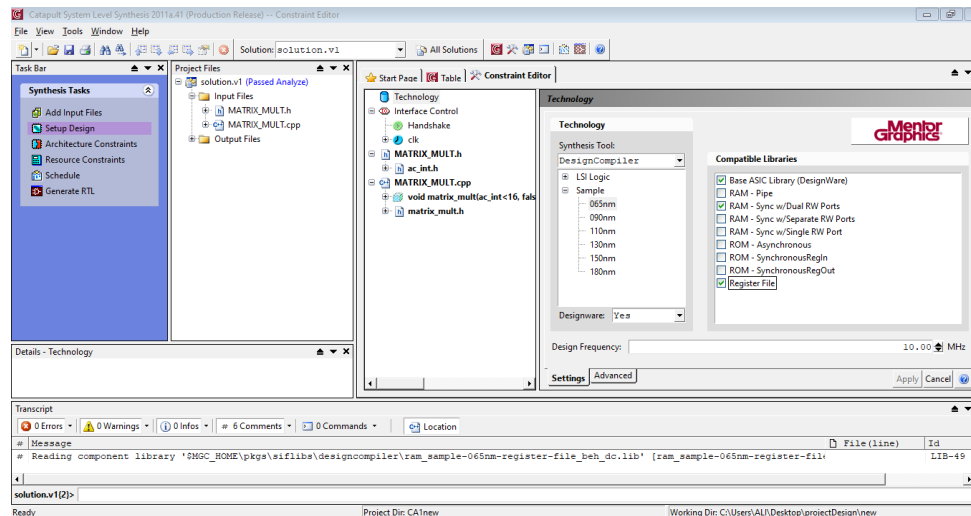 Catapult System Level Synthesis 2011a.41 (Production Release) -- Constraint Editor
File View Tools Window Help
Solution: solution.v1
All Solutions
Task Bar
Synthesis Tasks
Add Input Files
Setup Design
Architecture Constraints
Resource Constraints
Schedule
Generate RTL
Project Files
solution.v1 (Passed Analyze)
Input Files
MATRIX_MULT.h
MATRIX_MULT.cpp
Output Files
Start Page
Table
Constraint Editor
Technology
Interface Control
Handshake
clk
MATRIX_MULT.h
ac_int.h
MATRIX_MULT.cpp
void matrix_mult(ac_int<16, fals
matrix_mult.h
Technology
Technology
Synthesis Tool:
DesignCompiler
LSI Logic
Sample
065nm
090nm
110nm
130nm
150nm
180nm
Designware: Yes
Mentor
Graphics
Compatible Libraries
Base ASIC Library (DesignWare)
RAM - Pipe
RAM - Sync w/Dual RW Ports
RAM - Sync w/Separate RW Ports
RAM - Sync w/Single RW Port
ROM - Asynchronous
ROM - SynchronousRegIn
ROM - SynchronousRegOut
Register File
Design Frequency: 10.00 MHz
Settings Advanced
Apply Cancel
Details - Technology
Transcript
0 Errors 0 Warnings 0 Infos # 6 Comments 0 Commands Location
# Message File(line) Id
# Reading component library '$MGC_HOME\pkgs\siflibs\designcompiler\ram_sample-065nm-register-file_beh_dc.lib' [ram_sample-065nm-register-file LIB-49
solution.v1{2}>
Ready Project Dir: CA1new Working Dir: C:\Users\ALI\Desktop\projectDesign\new